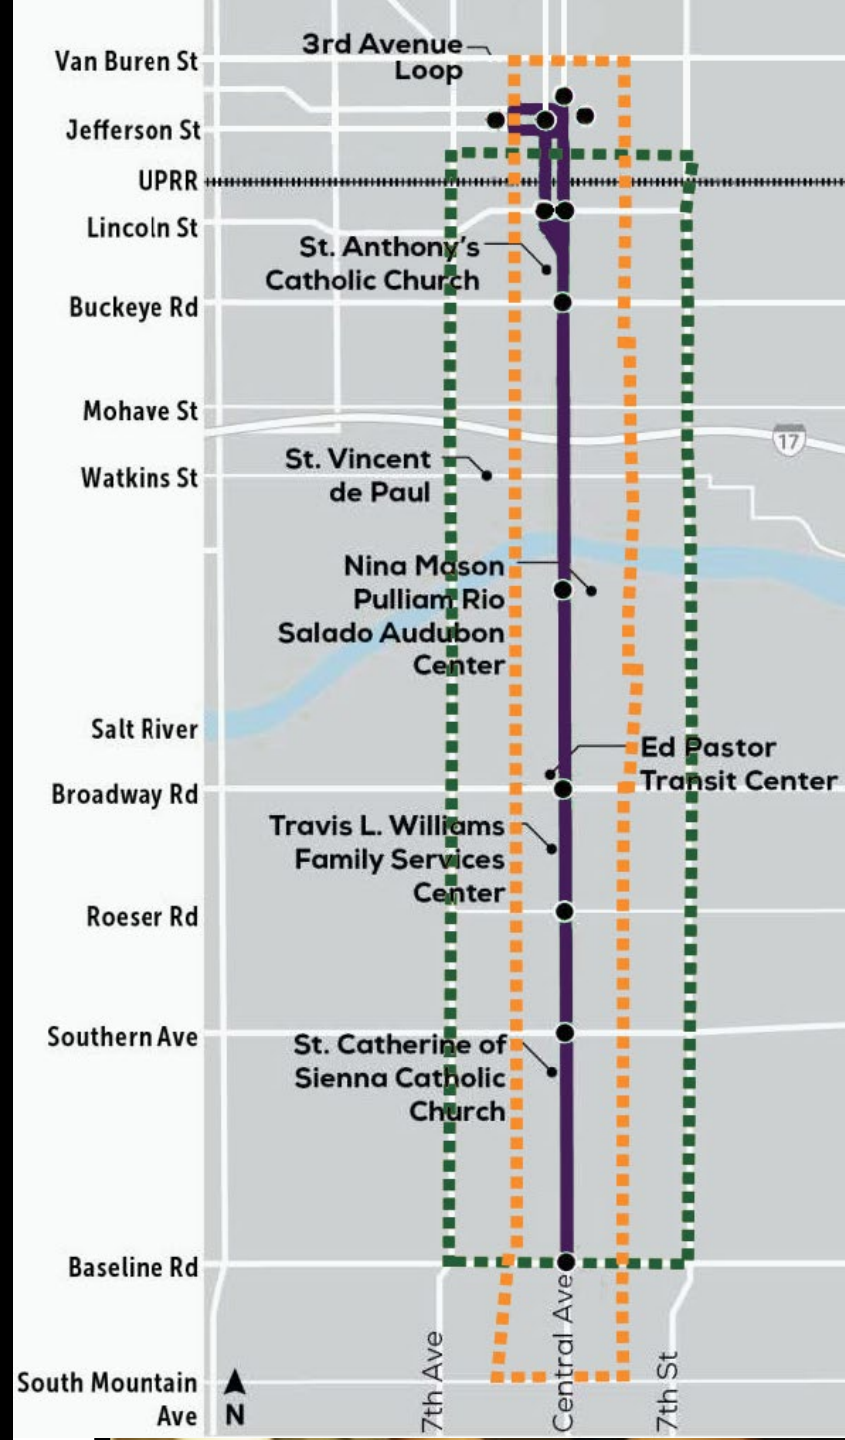 3rd Avenue
Loop
Van Buren St
Jefferson St
UPRR
Lincoln St
St. Anthony's
Catholic Church
Buckeye Rd
Mohave St
17
St. Vincent
de Paul
Watkins St
Nina Mason
Pulliam Rio
Salado Audubon
Center
Salt River
Ed Pastor
Transit Center
Broadway Rd
Travis L. Williams
Family Services
Center
Roeser Rd
Southern Ave
St. Catherine of
Sienna Catholic
Church
Baseline Rd
7th Ave
Central Ave
7th St
South Mountain
Ave
N